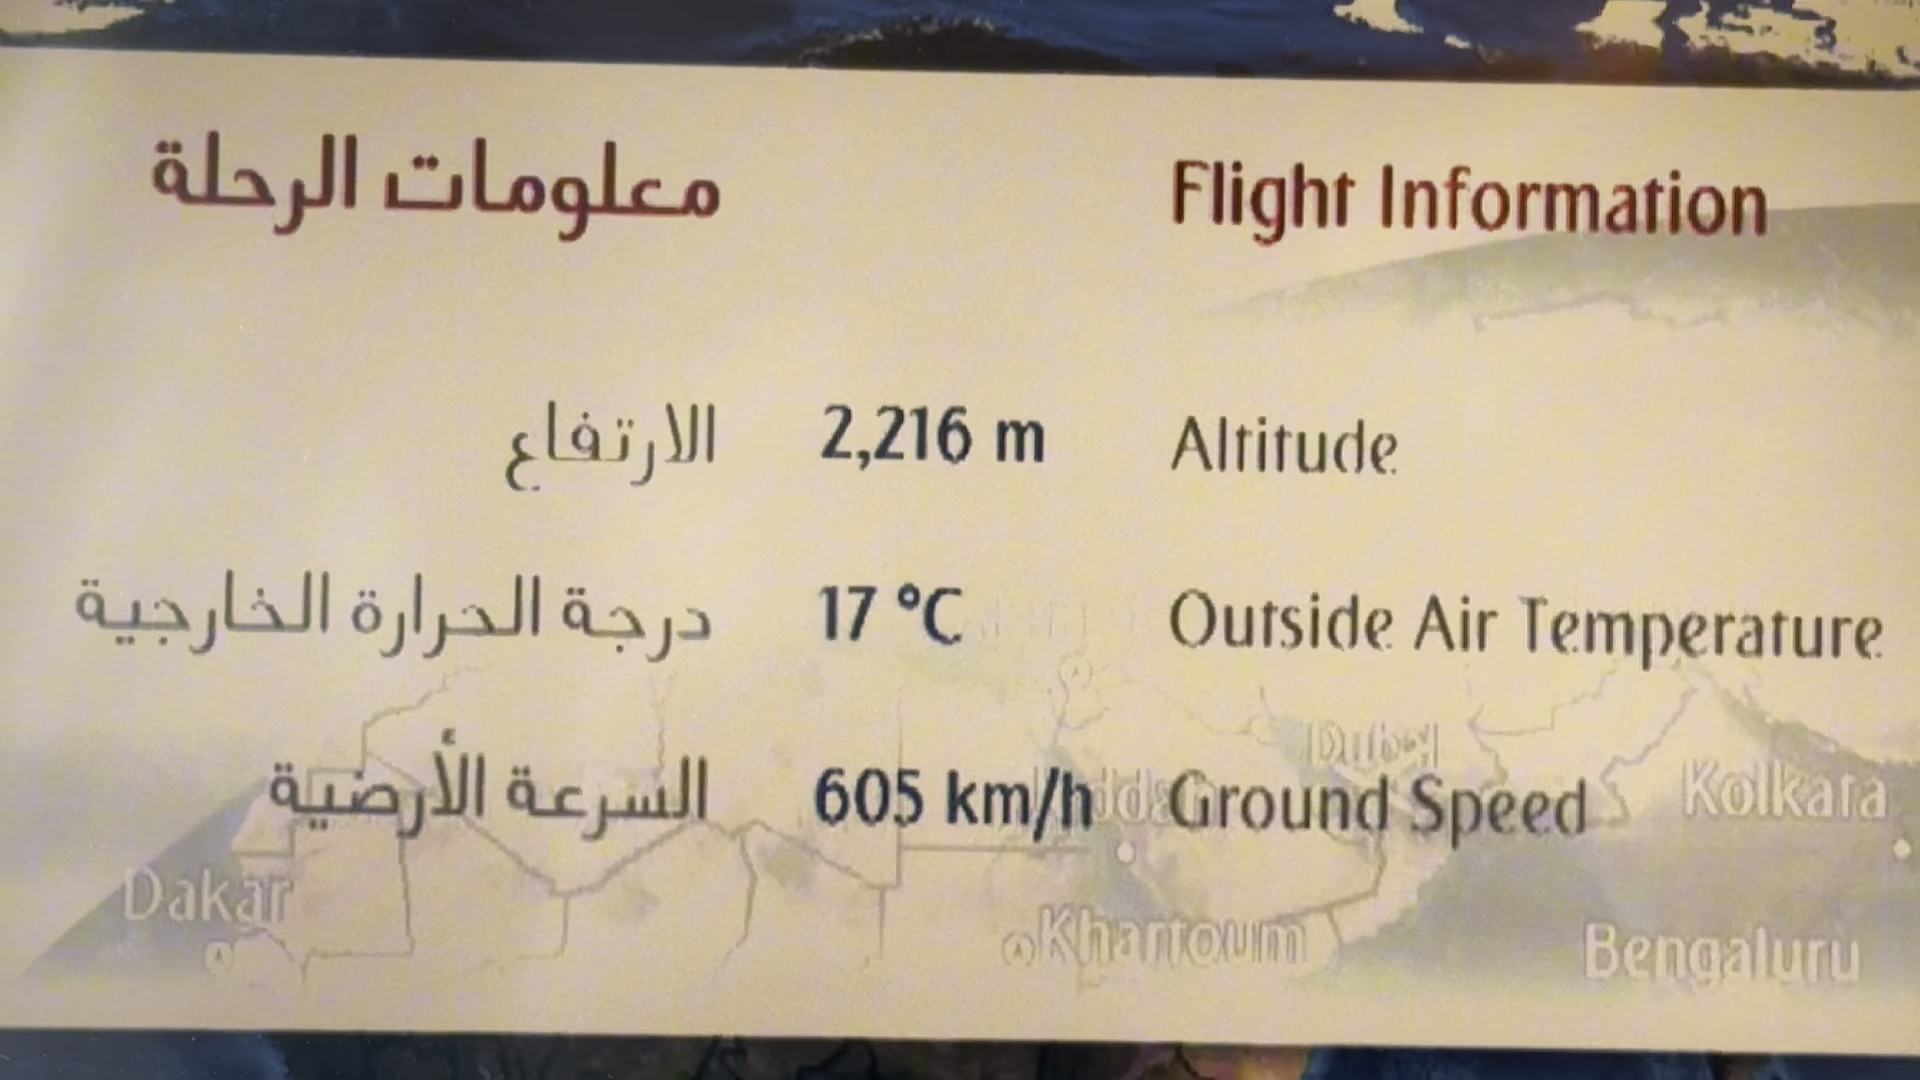 معلومات الرحلة Flight Information
الارتفاع 2,216 m Altitude
درجة الحرارة الخارجية 17 °C Outside Air Temperature
السرعة الأرضية 605 km/h Ground Speed
Dubai
Kolkata
Dakar
Khartoum
Bengaluru